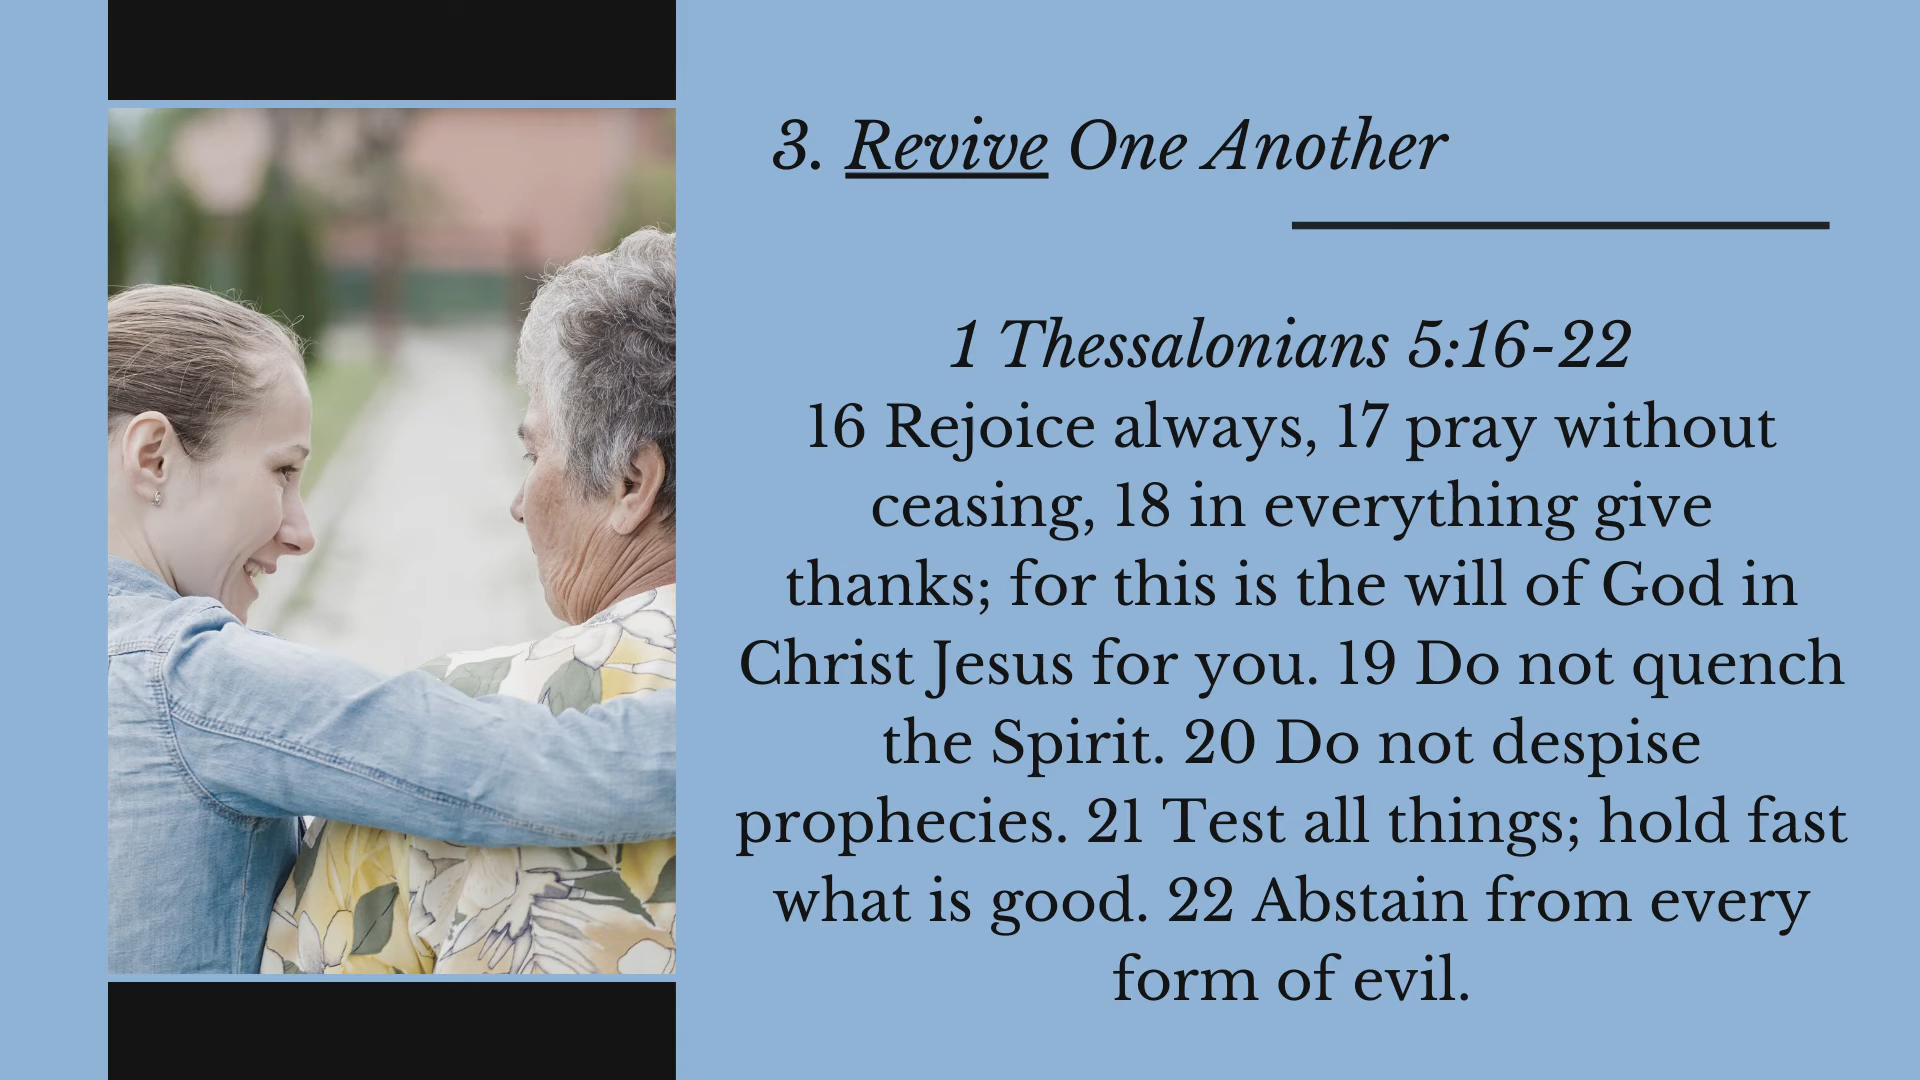 3. Revive One Another
1 Thessalonians 5:16-22
16 Rejoice always, 17 pray without
ceasing, 18 in everything give
thanks; for this is the will of God in
Christ Jesus for you. 19 Do not quench
the Spirit. 20 Do not despise
prophecies. 21 Test all things; hold fast
what is good. 22 Abstain from every
form of evil.